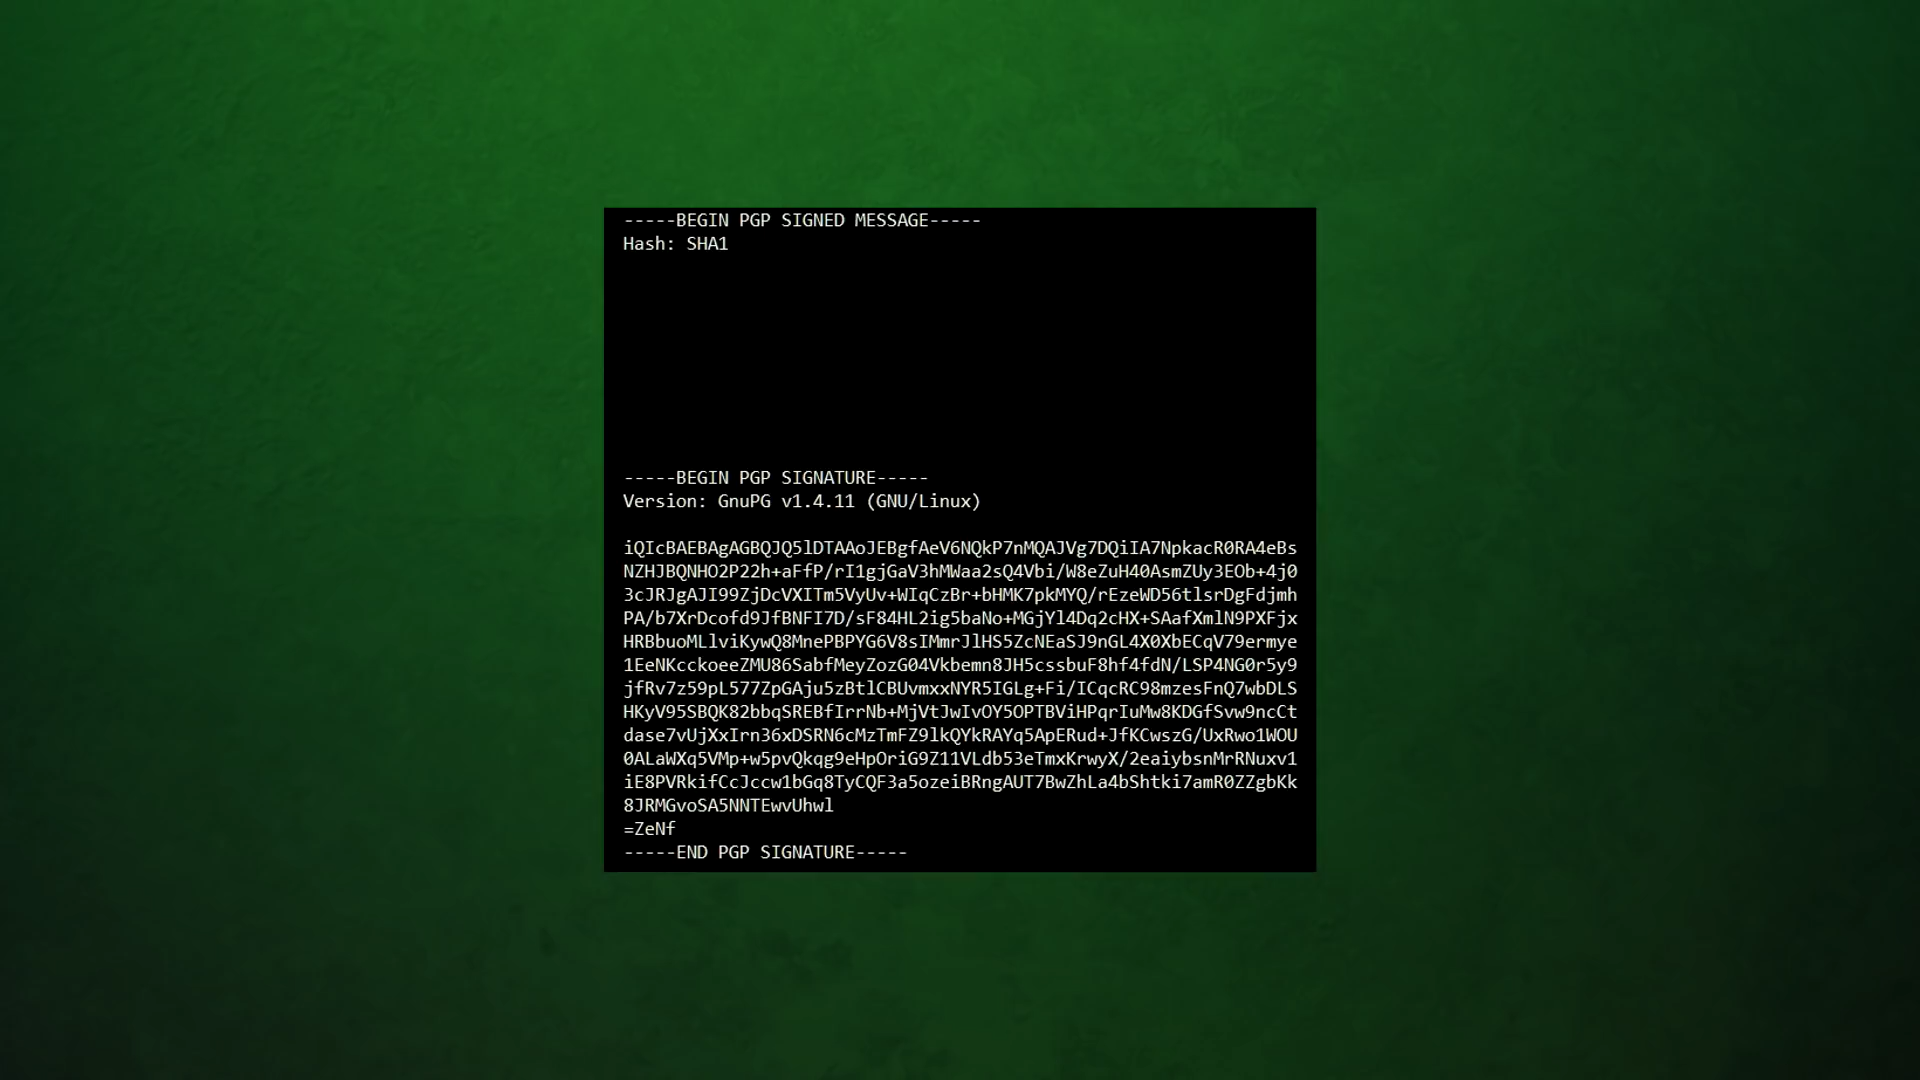 -----BEGIN PGP SIGNED MESSAGE-----
Hash: SHA1
-----BEGIN PGP SIGNATURE-----
Version: GnuPG v1.4.11 (GNU/Linux)
iQIcBAEBAgAGBQJQ5lDTAAoJEBgfAeV6NQkP7nMQAJVg7DQiIA7NpkacR0RA4eBs
NZHJBQNHO2P22h+aFfP/rI1gjGaV3hMWaa2sQ4Vbi/W8eZuH40AsmZUy3EOb+4j0
3cJRJgAJI99ZjDcVXITm5VyUv+WIqCzBr+bHMK7pkMYQ/rEzeWD56tlsrDgFdjmh
PA/b7XrDcofd9JfBNFI7D/sF84HL2ig5baNo+MGjYl4Dq2cHX+SAafXmlN9PXFjx
HRBbuoMLlviKywQ8MnePBPYG6V8sIMmrJlHS5ZcNEaSJ9nGL4X0XbECqV79ermye
1EeNKcckoeeZMU86SabfMeyZozG04Vkbemn8JH5cssbuF8hf4fdN/LSP4NG0r5y9
jfRv7z59pL577ZpGAju5zBtlCBUvmxxNYR5IGLg+Fi/ICqcRC98mzesFnQ7wbDLS
HKyV95SBQK82bbqSREBfIrrNb+MjVtJwIvOY5OPTBViHPqrIuMw8KDGfSvw9ncCt
dase7vUjXxIrn36xDSRN6cMzTmFZ9lkQYkRAYq5ApERud+JfKCwszG/UxRwo1WOU
0ALaWXq5VMp+w5pvQkqg9eHpOriG9Z11VLdb53eTmxKrwyX/2eaiybsnMrRNuxv1
iE8PVRkifCcJccw1bGq8TyCQF3a5ozeiBRngAUT7BwZhLa4bShtki7amR0ZZgbKk
8JRMGvoSA5NNTEwvUhwl
=ZeNf
-----END PGP SIGNATURE-----